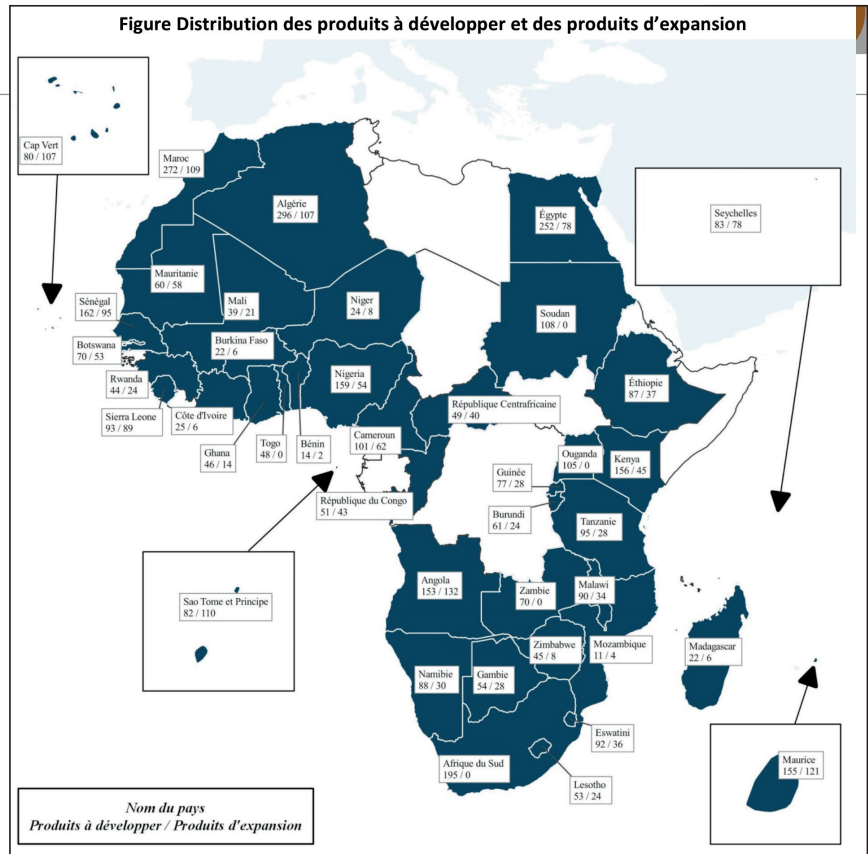 Figure Distribution des produits à développer et des produits d’expansion
Cap Vert
80 / 107
Maroc
272 / 109
Algérie
296 / 107
Égypte
252 / 78
Seychelles
83 / 78
Mauritanie
60 / 58
Mali
39 / 21
Niger
24 / 8
Soudan
108 / 0
Sénégal
162 / 95
Botswana
70 / 53
Burkina Faso
22 / 6
Nigeria
159 / 54
Éthiopie
87 / 37
Rwanda
44 / 24
Sierra Leone
93 / 89
Côte d'Ivoire
25 / 6
Ghana
46 / 14
Togo
48 / 0
Bénin
14 / 2
Cameroun
101 / 62
République Centrafricaine
49 / 40
Ouganda
105 / 0
Kenya
156 / 45
Guinée
77 / 28
République du Congo
51 / 43
Burundi
61 / 24
Tanzanie
95 / 28
Sao Tome et Principe
82 / 110
Angola
153 / 132
Zambie
70 / 0
Malawi
90 / 34
Zimbabwe
45 / 8
Mozambique
11 / 4
Madagascar
22 / 6
Namibie
88 / 30
Gambie
54 / 28
Eswatini
92 / 36
Afrique du Sud
195 / 0
Lesotho
53 / 24
Maurice
155 / 121
Nom du pays
Produits à développer / Produits d'expansion